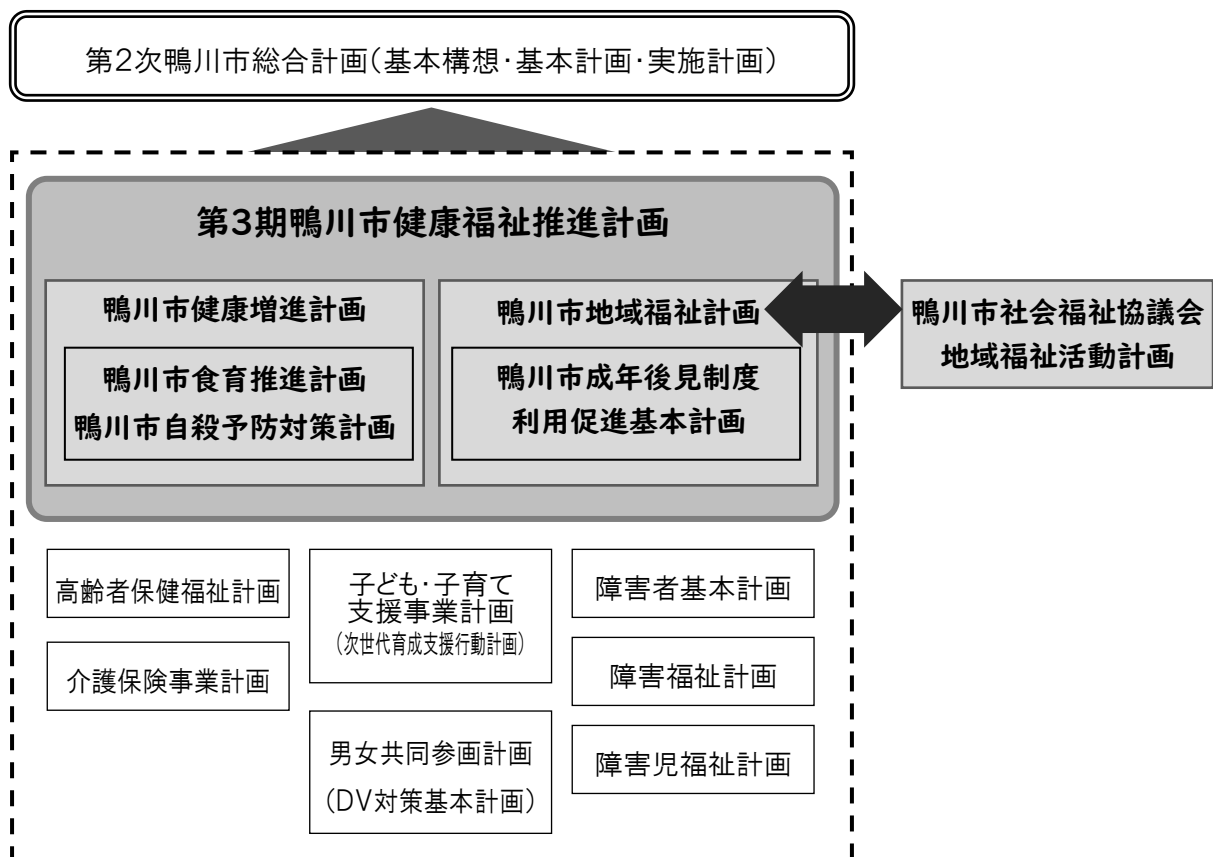 第2次鴨川市総合計画（基本構想・基本計画・実施計画）
第3期鴨川市健康福祉推進計画
鴨川市健康増進計画
鴨川市食育推進計画
鴨川市自殺予防対策計画
鴨川市地域福祉計画
鴨川市成年後見制度
利用促進基本計画
鴨川市社会福祉協議会
地域福祉活動計画
高齢者保健福祉計画
介護保険事業計画
子ども・子育て
支援事業計画
（次世代育成支援行動計画）
男女共同参画計画
（DV対策基本計画）
障害者基本計画
障害福祉計画
障害児福祉計画